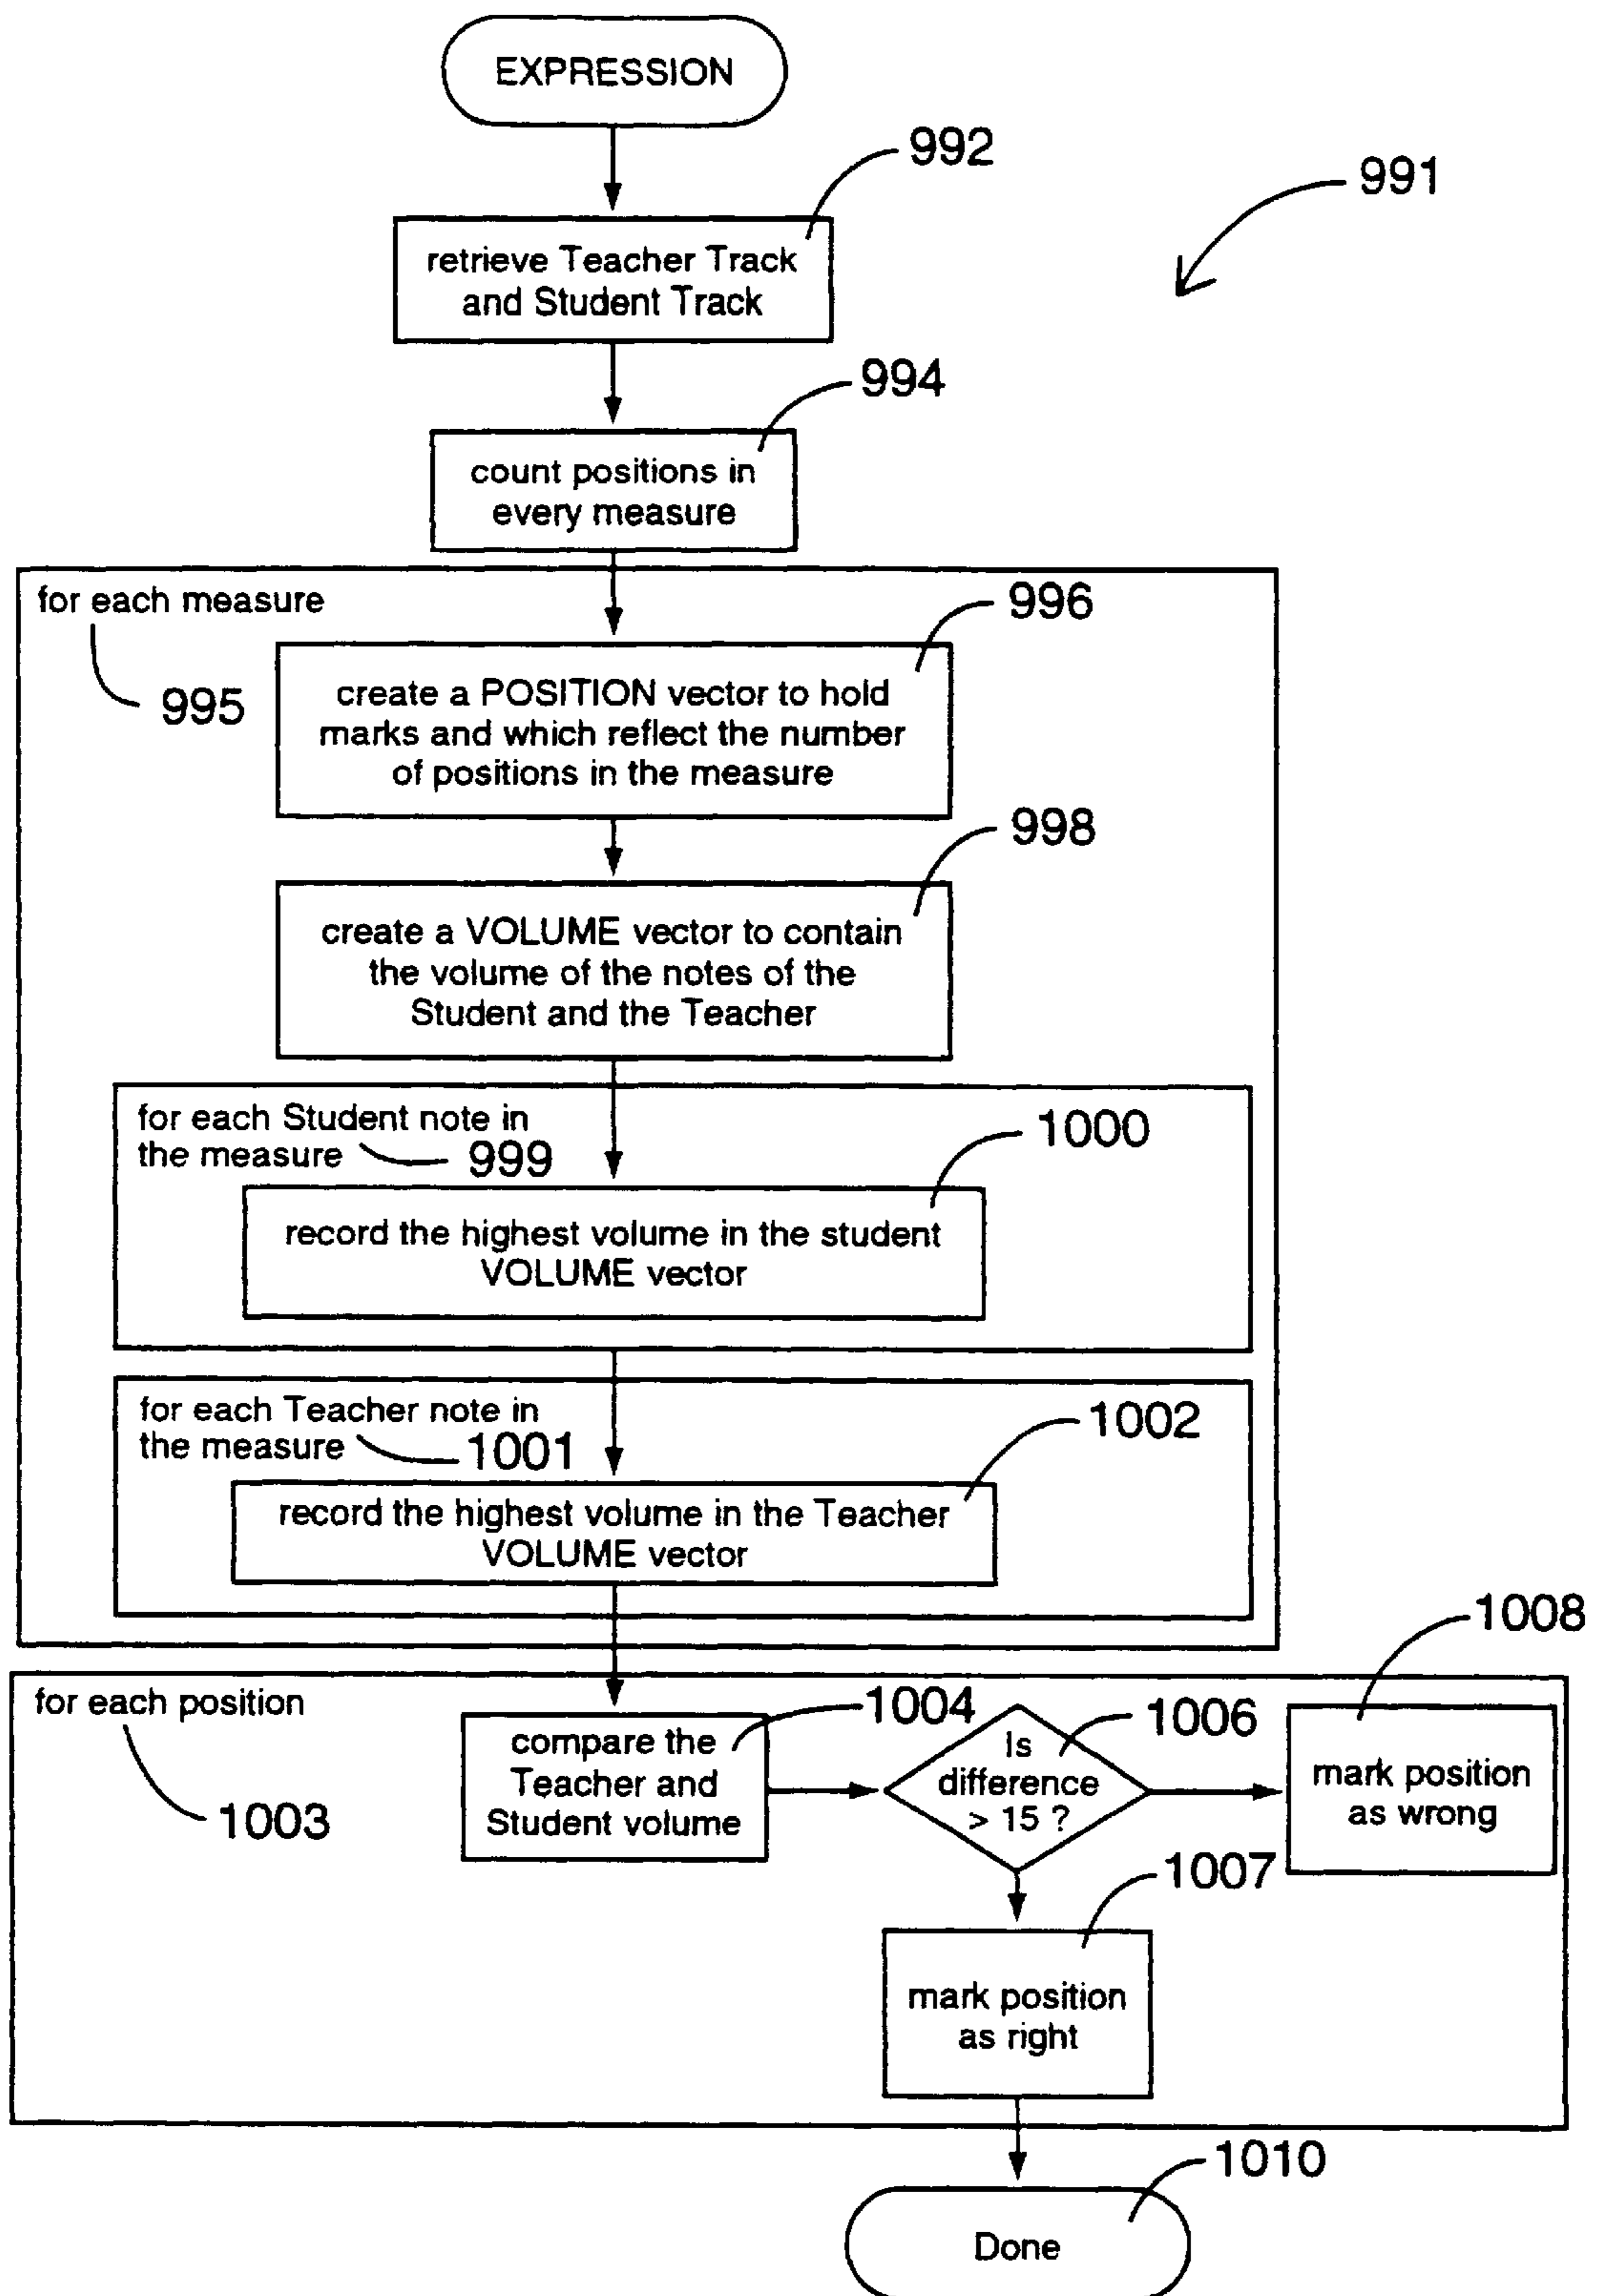 EXPRESSION
992
991
retrieve Teacher Track
and Student Track
994
count positions in
every measure
for each measure
995
996
create a POSITION vector to hold
marks and which reflect the number
of positions in the measure
998
create a VOLUME vector to contain
the volume of the notes of the
Student and the Teacher
for each Student note in
the measure
999
1000
record the highest volume in the student
VOLUME vector
for each Teacher note in
the measure
1001
1002
record the highest volume in the Teacher
VOLUME vector
for each position
1003
1004
compare the
Teacher and
Student volume
1006
Is
difference
> 15 ?
1008
mark position
as wrong
1007
mark position
as right
1010
Done